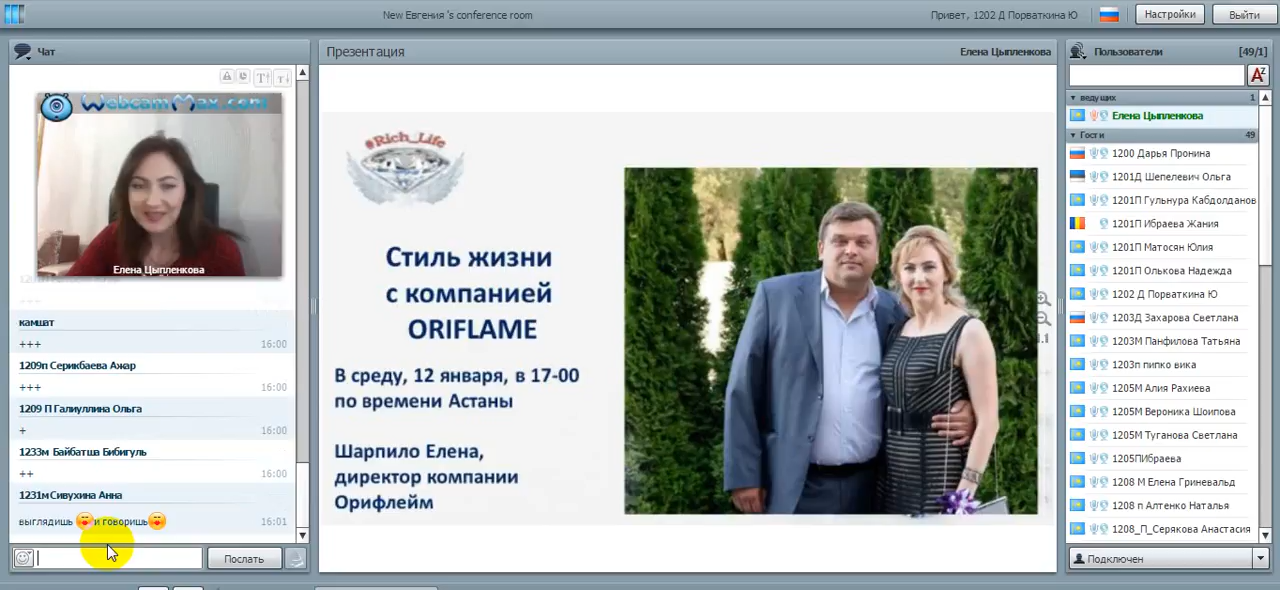 New Евгения 's conference room
Привет, 1202 Д Порваткина Ю
Настройки
Выйти
Чат
WebcamMax.com
Елена Цыпленкова
+++
камшат
+++ 16:00
1209п Серикбаева Ажар
+++ 16:00
1209 П Галиуллина Ольга
+ 16:00
1233м Байбатша Бибигуль
++ 16:00
1231м Сивухина Анна
выглядишь и говоришь 16:01
Послать
Презентация
Елена Цыпленкова
#Rich_Life
Стиль жизни
с компанией
ORIFLAME
В среду, 12 января, в 17-00
по времени Астаны
Шарпило Елена,
директор компании
Орифлейм
Пользователи [49/1]
ведущих 1
Елена Цыпленкова
Гости 49
1200 Дарья Пронина
1201Д Шепелевич Ольга
1201П Гульнура Кабдолданов
1201П Ибраева Жания
1201П Матосян Юлия
1201П Олькова Надежда
1202 Д Порваткина Ю
1203Д Захарова Светлана
1203М Панфилова Татьяна
1203п пипко вика
1205М Алия Рахиева
1205М Вероника Шоипова
1205М Туганова Светлана
1205ПИбраева
1208 М Елена Гриневальд
1208 п Алтенко Наталья
1208_П_Серякова Анастасия
Подключен